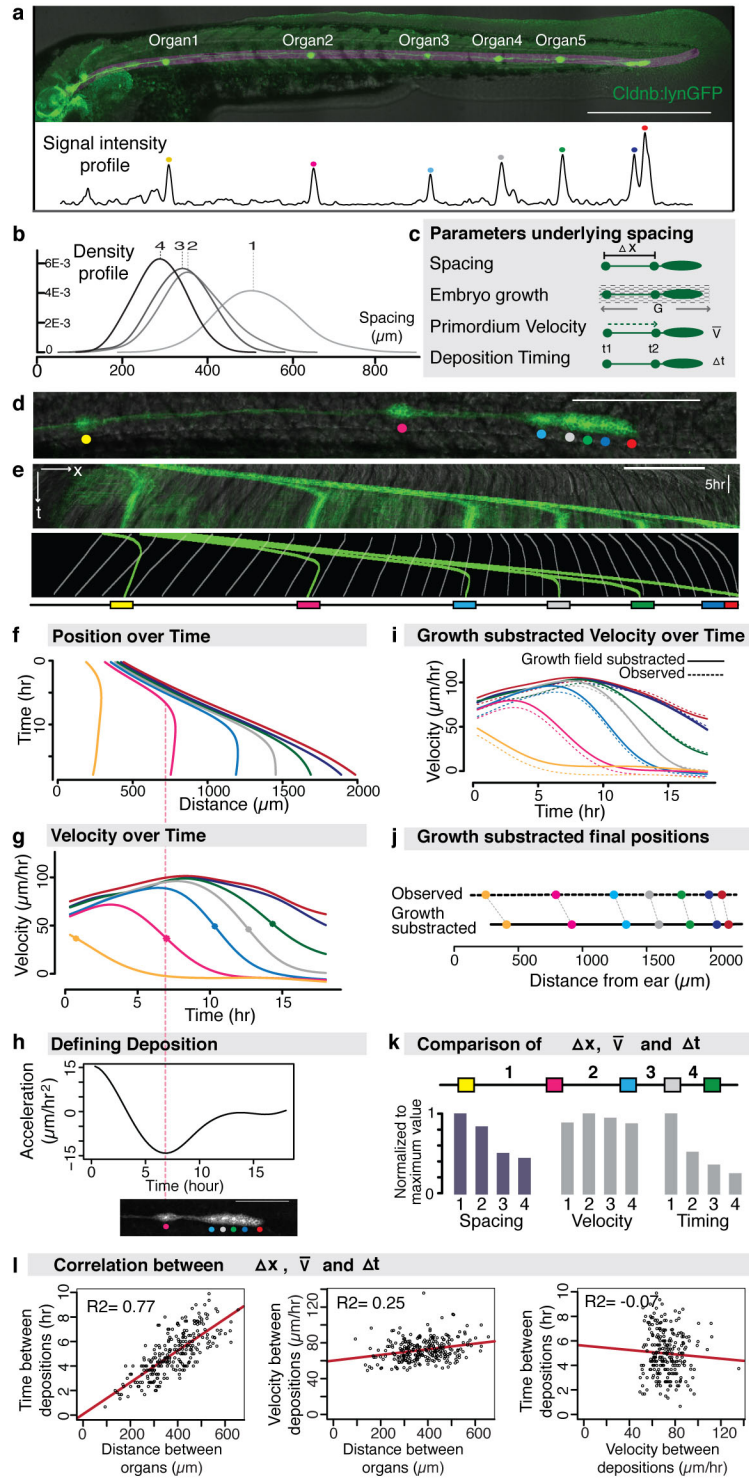 a
Organ1 Organ2 Organ3 Organ4 Organ5
Cldnb:lynGFP
Signal intensity
profile
b
4 3 2 1
Density
profile
6E-3
4E-3
2E-3
0
Spacing
(µm)
0 200 400 600 800
c Parameters underlying spacing
Δ X
Spacing
Embryo growth
G
Primordium Velocity V̅
t1 t2
Deposition Timing Δt
d
e
x
t
5hr
f Position over Time
Time (hr)
0
10
500 1000 1500 2000
Distance (µm)
g Velocity over Time
Velocity (µm/hr)
100
50
0
0 5 10 15
Time (hr)
h Defining Deposition
Acceleration
(µm/hr2)
15
0
−15
0 5 10 15
Time (hour)
i Growth substracted Velocity over Time
Growth field substracted
Observed
Velocity (µm/hr)
100
50
0
0 5 10 15
Time (hr)
j Growth substracted final positions
Observed
Growth
substracted
0 500 1000 1500 2000
Distance from ear (µm)
k Comparison of Δx, V̅ and Δt
1 2 3 4
Normalized to
maximum value
1
0
1 2 3 4 1 2 3 4 1 2 3 4
Spacing Velocity Timing
l Correlation between Δx , V̅ and Δt
R2= 0.77
Time between
depositions (hr)
10
8
6
4
2
0
0 200 400 600
Distance between
organs (µm)
R2= 0.25
Velocity between
depositions (µm/hr)
120
80
40
0
0 200 400 600
Distance between
organs (µm)
R2= -0.07
Time between
depositions (hr)
10
8
6
4
2
0
0 40 80 120
Velocity between
depositions (µm/hr)